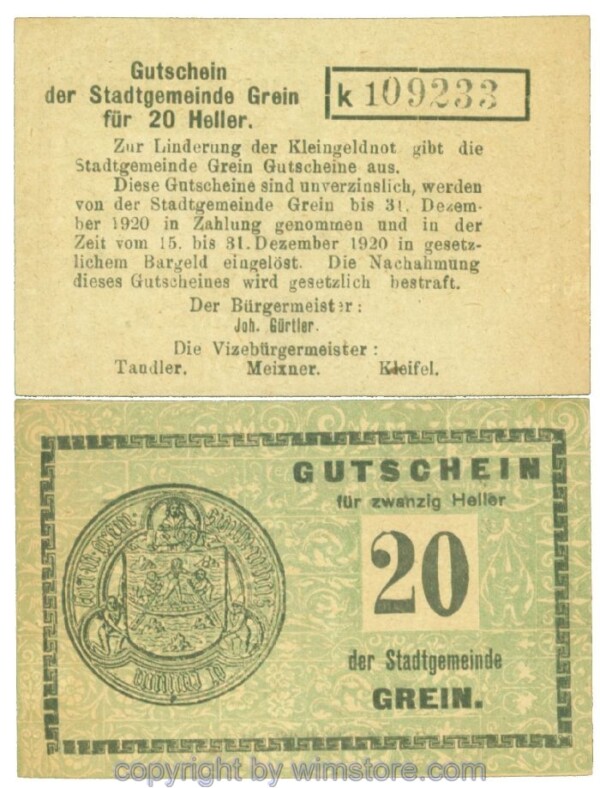 Gutschein
der Stadtgemeinde Grein
für 20 Heller.
k 109233
Zur Linderung der Kleingeldnot gibt die
Stadtgemeinde Grein Gutscheine aus.
Diese Gutscheine sind unverzinslich, werden
von der Stadtgemeinde Grein bis 31. Dezem-
ber 1920 in Zahlung genommen und in der
Zeit vom 15. bis 31. Dezember 1920 in gesetz-
lichem Bargeld eingelöst. Die Nachahmung
dieses Gutscheines wird gesetzlich bestraft.
Der Bürgermeister:
Joh. Gürtler.
Die Vizebürgermeister:
Tandler. Meixner. Kleifel.
GUTSCHEIN
für zwanzig Heller
20
der Stadtgemeinde
GREIN.
copyright by wimstore.com